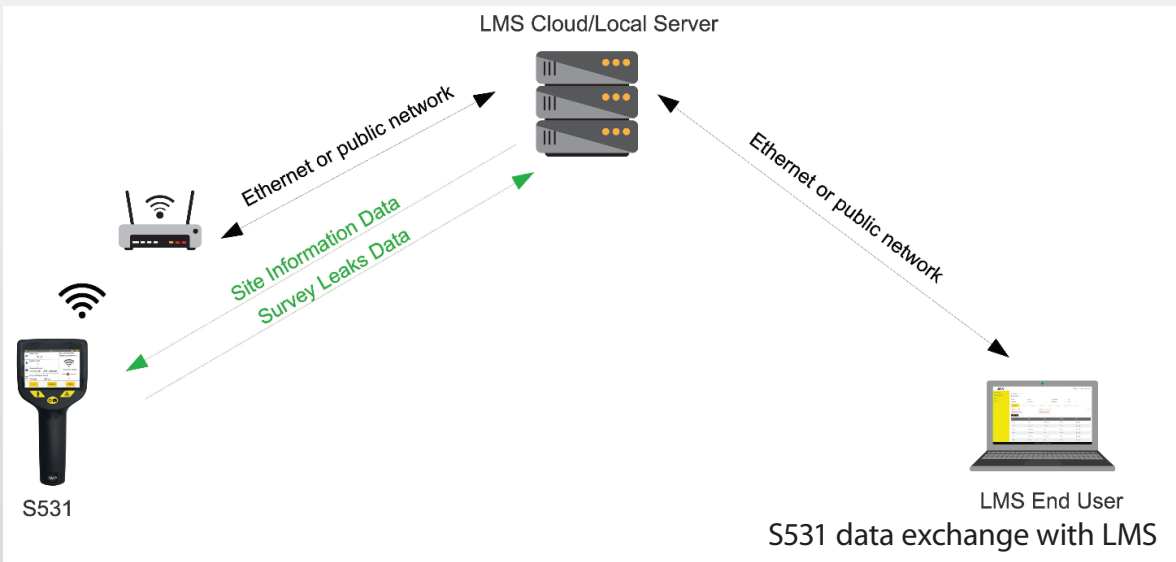 LMS Cloud/Local Server
Ethernet or public network
Ethernet or public network
Site Information Data
Survey Leaks Data
S531
LMS End User
S531 data exchange with LMS